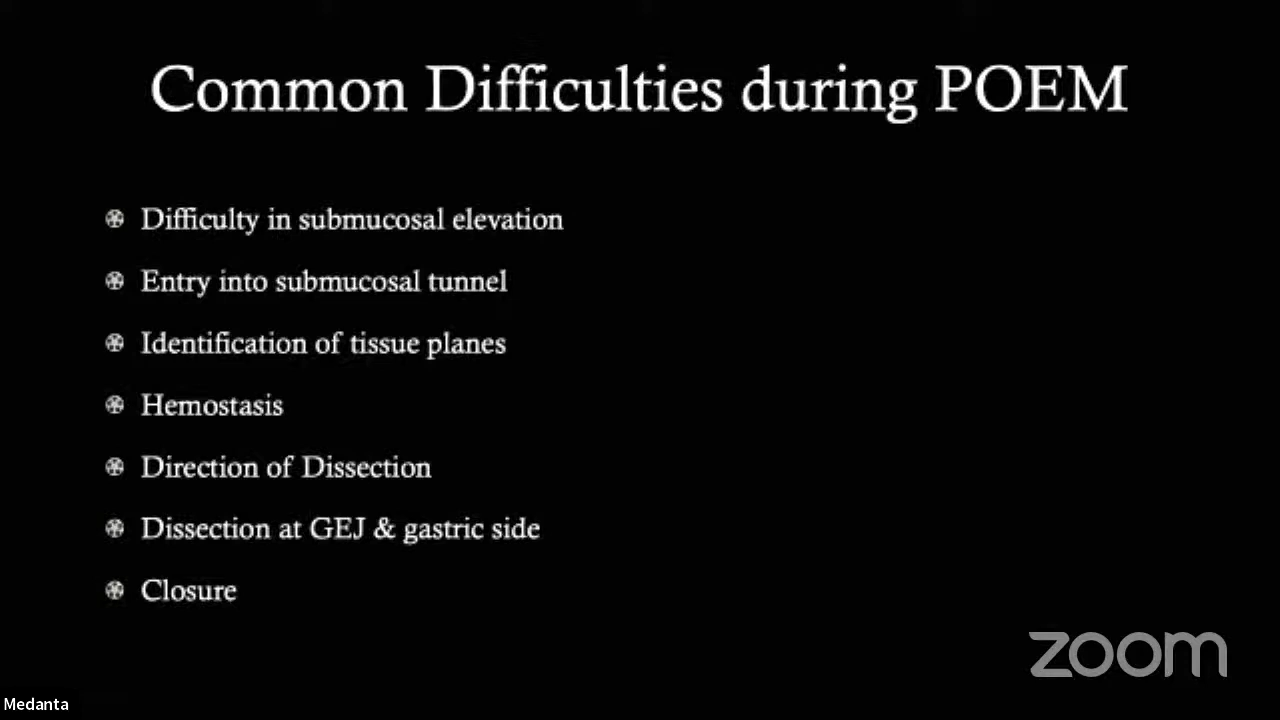 Common Difficulties during POEM
Difficulty in submucosal elevation
Entry into submucosal tunnel
Identification of tissue planes
Hemostasis
Direction of Dissection
Dissection at GEJ & gastric side
Closure
zoom
Medanta